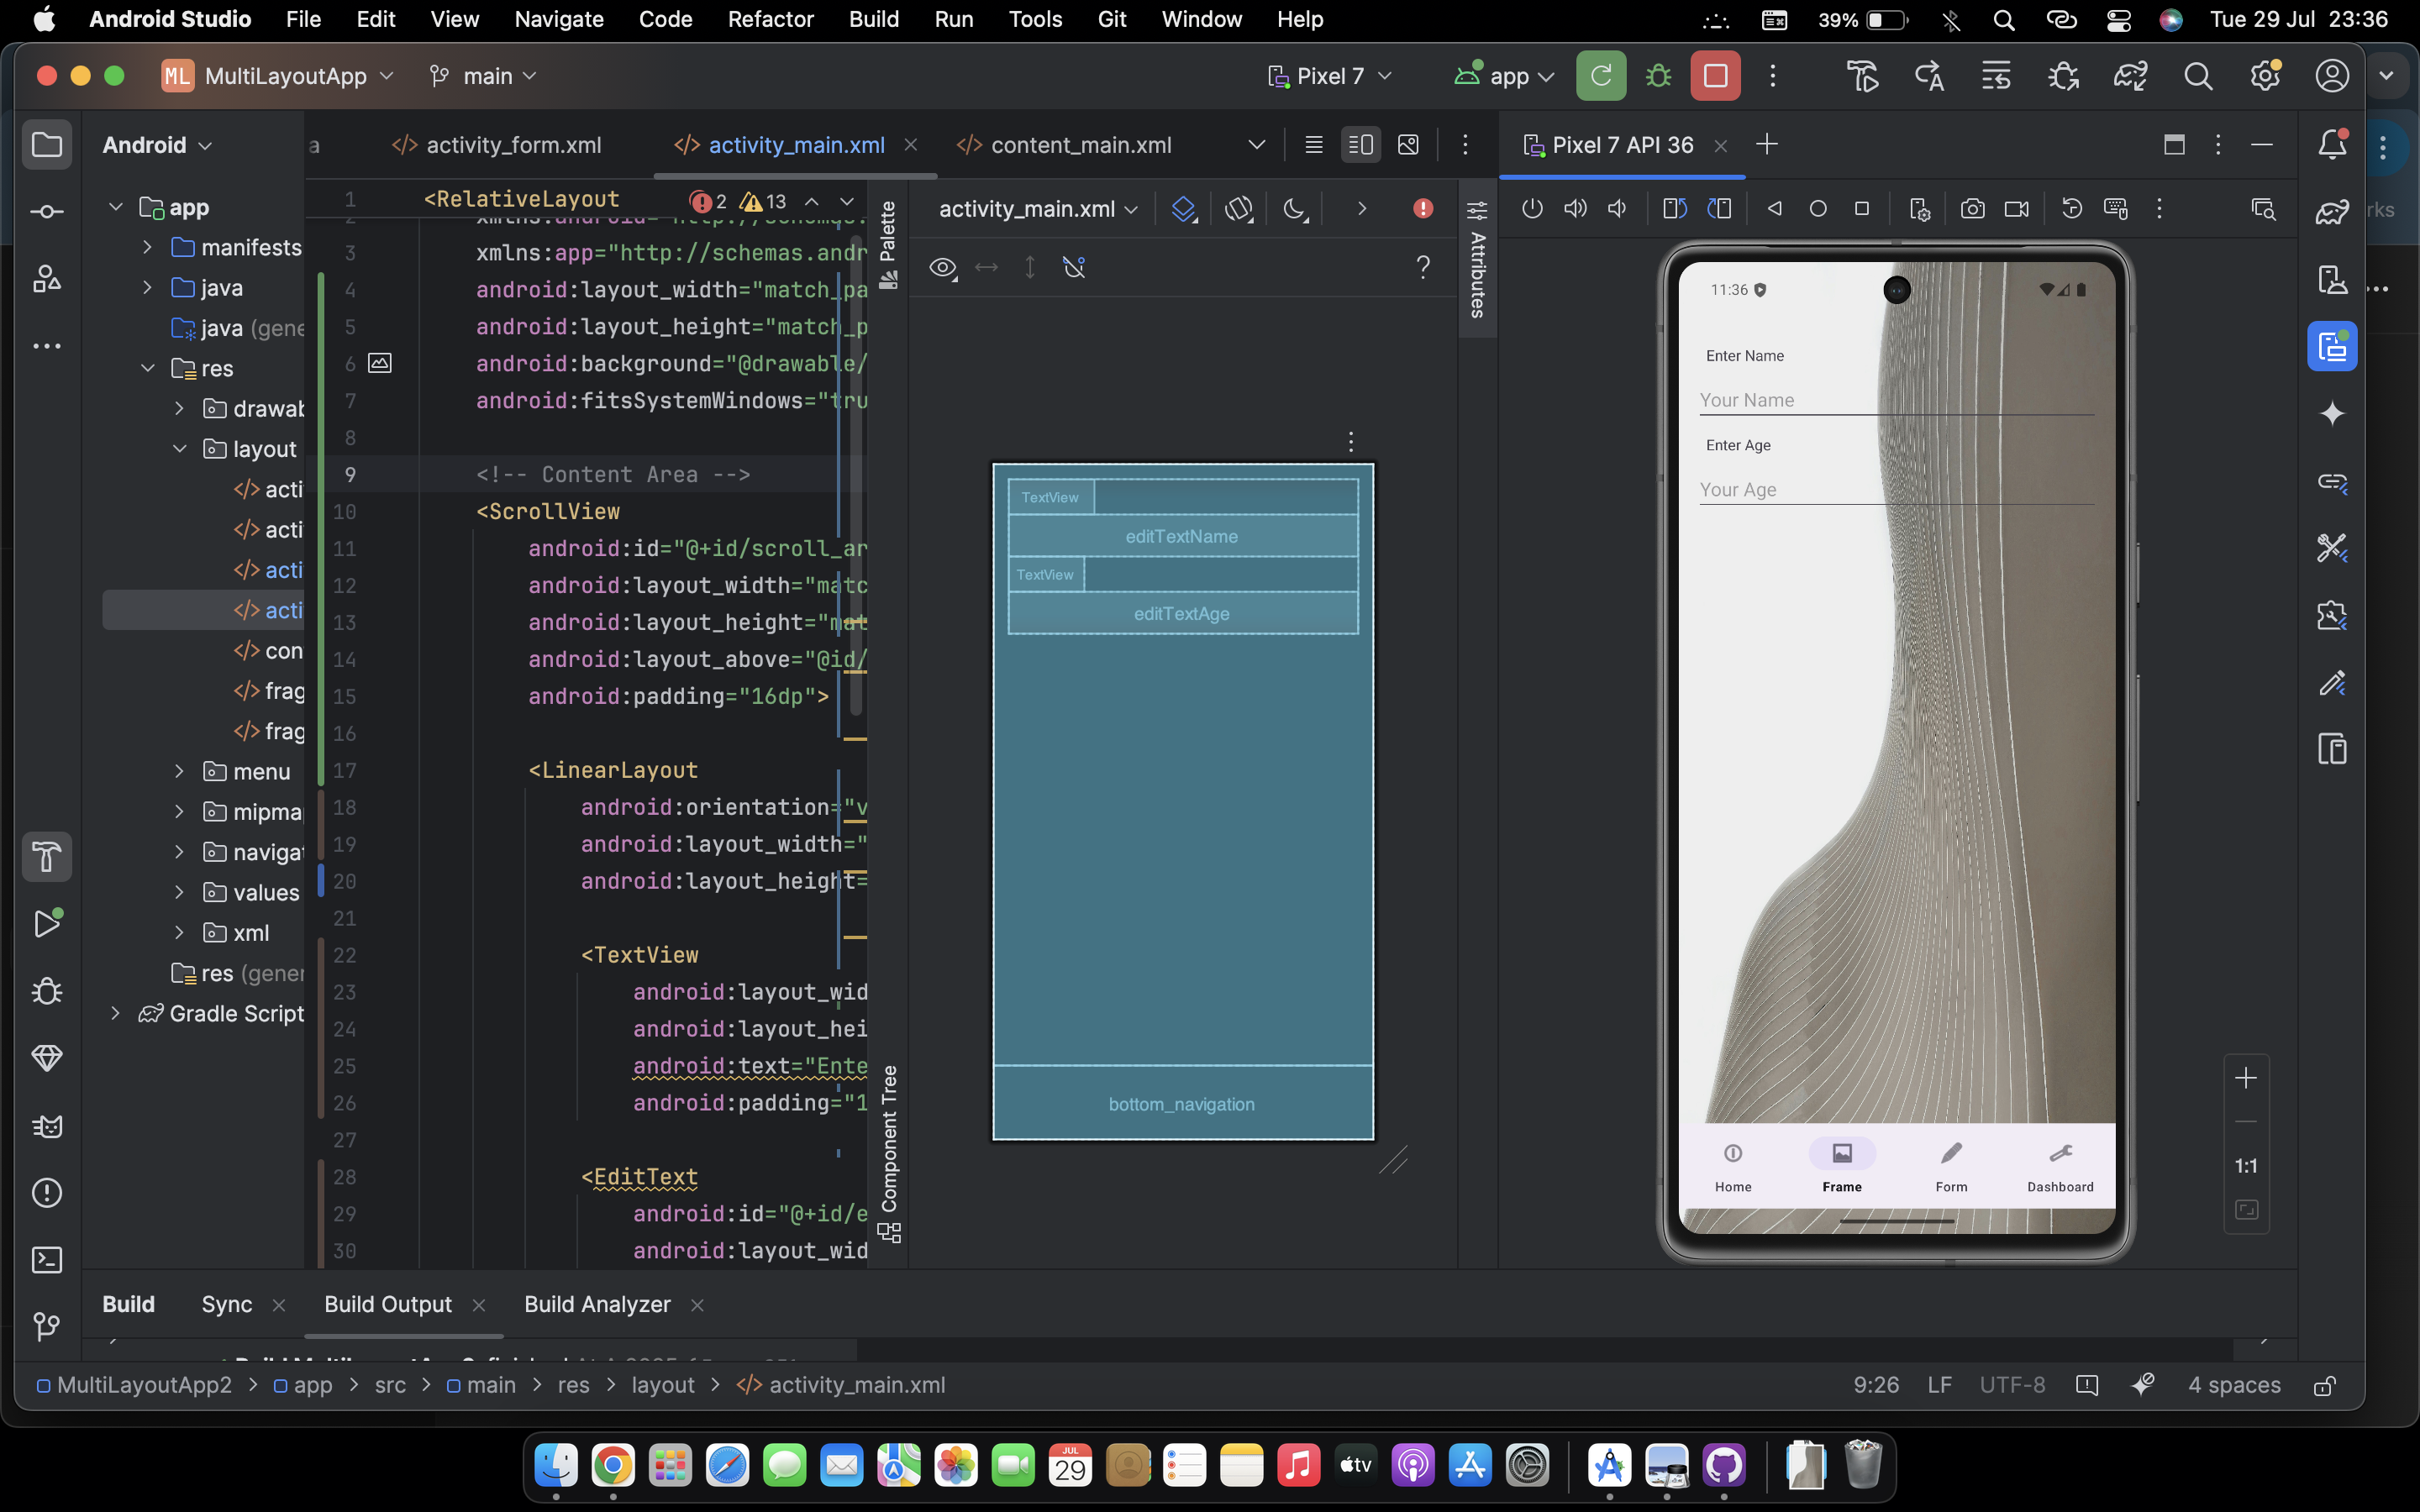 Android Studio File Edit View Navigate Code Refactor Build Run Tools Git Window Help 39% Tue 29 Jul 23:36
ML MultiLayoutApp main Pixel 7 app
Android
a activity_form.xml activity_main.xml content_main.xml
Pixel 7 API 36
app
manifests
java
java (gene
res
drawab
layout
acti
acti
acti
acti
con
frag
frag
menu
mipma
navigat
values
xml
res (gener
Gradle Script
1 <RelativeLayout 2 13
2 xmlns:android="http://schemas.
3 xmlns:app="http://schemas.andr
4 android:layout_width="match_pa
5 android:layout_height="match_p
6 android:background="@drawable/
7 android:fitsSystemWindows="tru
8
9 <!-- Content Area -->
10 <ScrollView
11 android:id="@+id/scroll_ar
12 android:layout_width="matc
13 android:layout_height="mat
14 android:layout_above="@id/
15 android:padding="16dp">
16
17 <LinearLayout
18 android:orientation="v
19 android:layout_width="
20 android:layout_height=
21
22 <TextView
23 android:layout_wid
24 android:layout_hei
25 android:text="Ente
26 android:padding="1
27
28 <EditText
29 android:id="@+id/e
30 android:layout_wid
Palette
Component Tree
activity_main.xml
?
Attributes
TextView
editTextName
TextView
editTextAge
bottom_navigation
11:36
Enter Name
Your Name
Enter Age
Your Age
Home Frame Form Dashboard
1:1
rks
Build Sync Build Output Build Analyzer
MultiLayoutApp2 > app > src > main > res > layout > activity_main.xml
9:26 LF UTF-8 4 spaces
JUL
29
tv